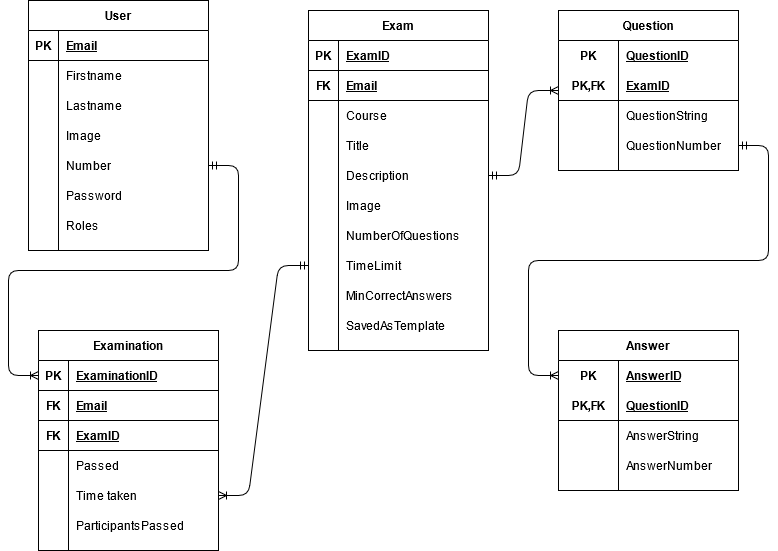 User
PK Email
Firstname
Lastname
Image
Number
Password
Roles
Exam
PK ExamID
FK Email
Course
Title
Description
Image
NumberOfQuestions
TimeLimit
MinCorrectAnswers
SavedAsTemplate
Question
PK QuestionID
PK,FK ExamID
QuestionString
QuestionNumber
Examination
PK ExaminationID
FK Email
FK ExamID
Passed
Time taken
ParticipantsPassed
Answer
PK AnswerID
PK,FK QuestionID
AnswerString
AnswerNumber